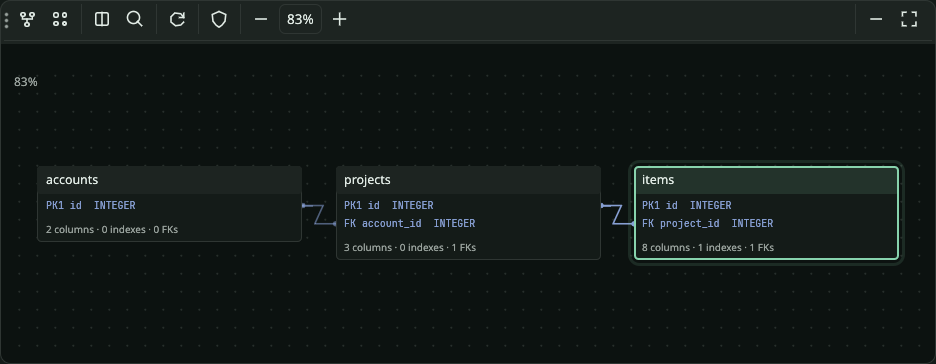 83%
83%
accounts
PK1 id INTEGER
2 columns · 0 indexes · 0 FKs
projects
PK1 id INTEGER
FK account_id INTEGER
3 columns · 0 indexes · 1 FKs
items
PK1 id INTEGER
FK project_id INTEGER
8 columns · 1 indexes · 1 FKs